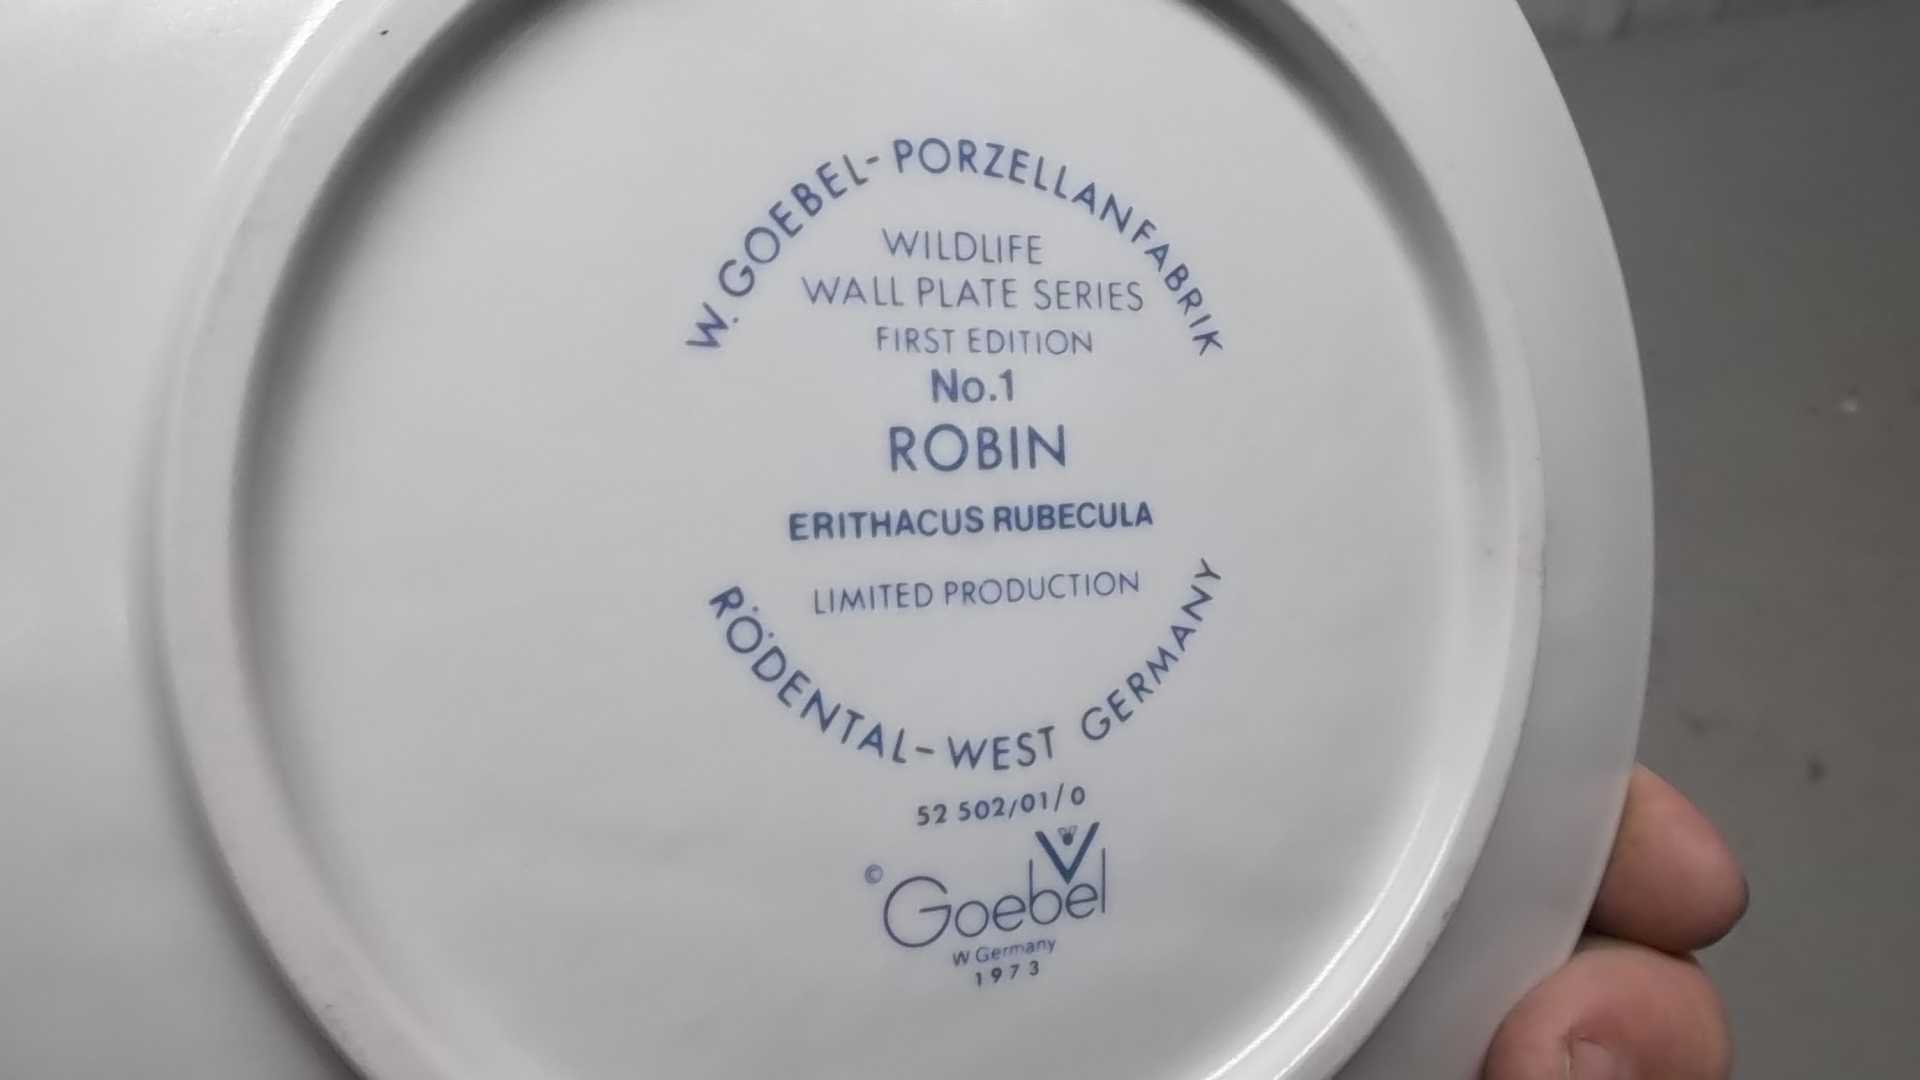 W. GOEBEL-PORZELLANFABRIK
WILDLIFE
WALL PLATE SERIES
FIRST EDITION
No.1
ROBIN
ERITHACUS RUBECULA
LIMITED PRODUCTION
RÖDENTAL-WEST GERMANY
52 502/01/0
© Goebel
W Germany
1973